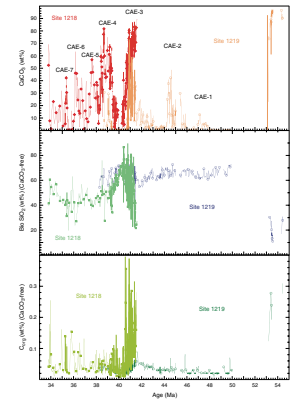 Site 1218
CAE-3
CAE-4
Site 1219
CAE-6
CAE-2
CAE-5
CAE-7
CAE-1
CaCO3 (wt%)
90
80
70
60
50
40
30
20
10
0
Bio SiO2 (wt.%) (CaCO3-free)
80
60
40
20
Site 1219
Site 1218
Corg (wt%) (CaCO3-free)
0.3
0.2
0.1
Site 1218
Site 1219
34 36 38 40 42 44 46 48 50 52 54
Age (Ma)